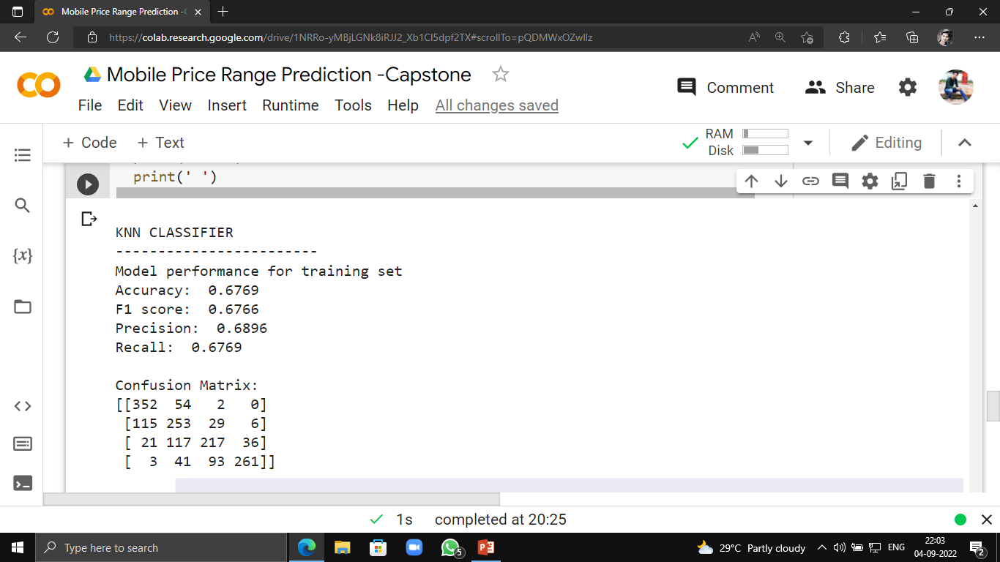 Mobile Price Range Prediction -C
https://colab.research.google.com/drive/1NRRo-yMBjLGNk8iRJJ2_Xb1Cl5dpf2TX#scrollTo=pQDMWxOZwllz
Mobile Price Range Prediction -Capstone
Comment
Share
File Edit View Insert Runtime Tools Help All changes saved
+ Code + Text
RAM
Disk
Editing
print(' ')
{x}
KNN CLASSIFIER
------------------------
Model performance for training set
Accuracy:  0.6769
F1 score:  0.6766
Precision:  0.6896
Recall:  0.6769
Confusion Matrix:
[[352  54   2   0]
 [115 253  29   6]
 [ 21 117 217  36]
 [  3  41  93 261]]
1s completed at 20:25
Type here to search
5
29°C Partly cloudy
ENG
22:03
04-09-2022
2